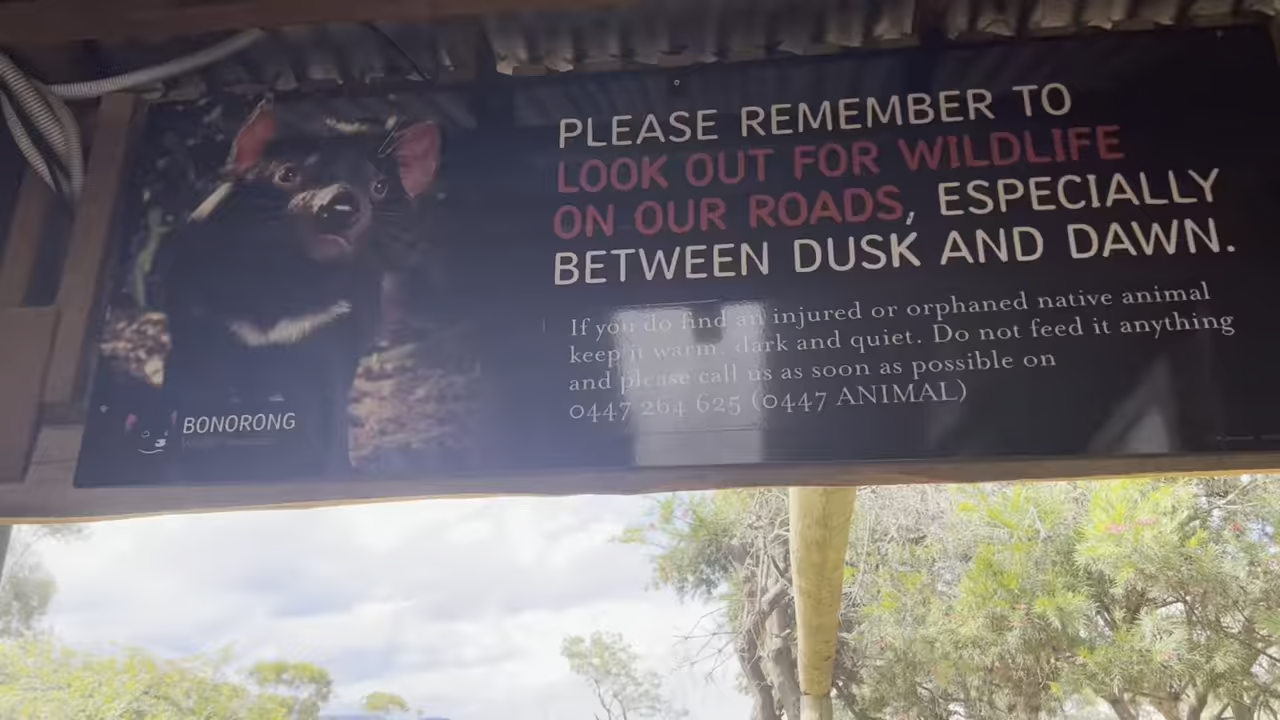 PLEASE REMEMBER TO
LOOK OUT FOR WILDLIFE
ON OUR ROADS, ESPECIALLY
BETWEEN DUSK AND DAWN.
If you do find an injured or orphaned native animal
keep it warm, dark and quiet. Do not feed it anything
and please call us as soon as possible on
0447 264 625 (0447 ANIMAL)
BONORONG